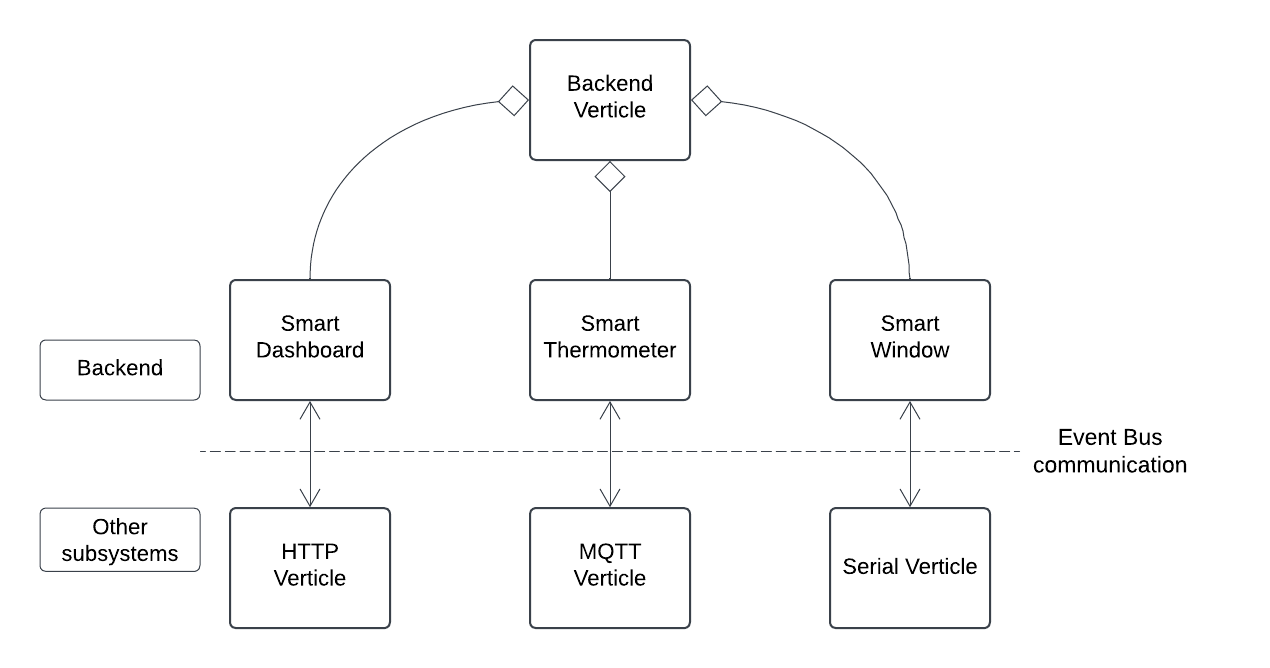 Backend
Verticle
Smart
Dashboard
Smart
Thermometer
Smart
Window
Backend
Event Bus
communication
Other
subsystems
HTTP
Verticle
MQTT
Verticle
Serial Verticle